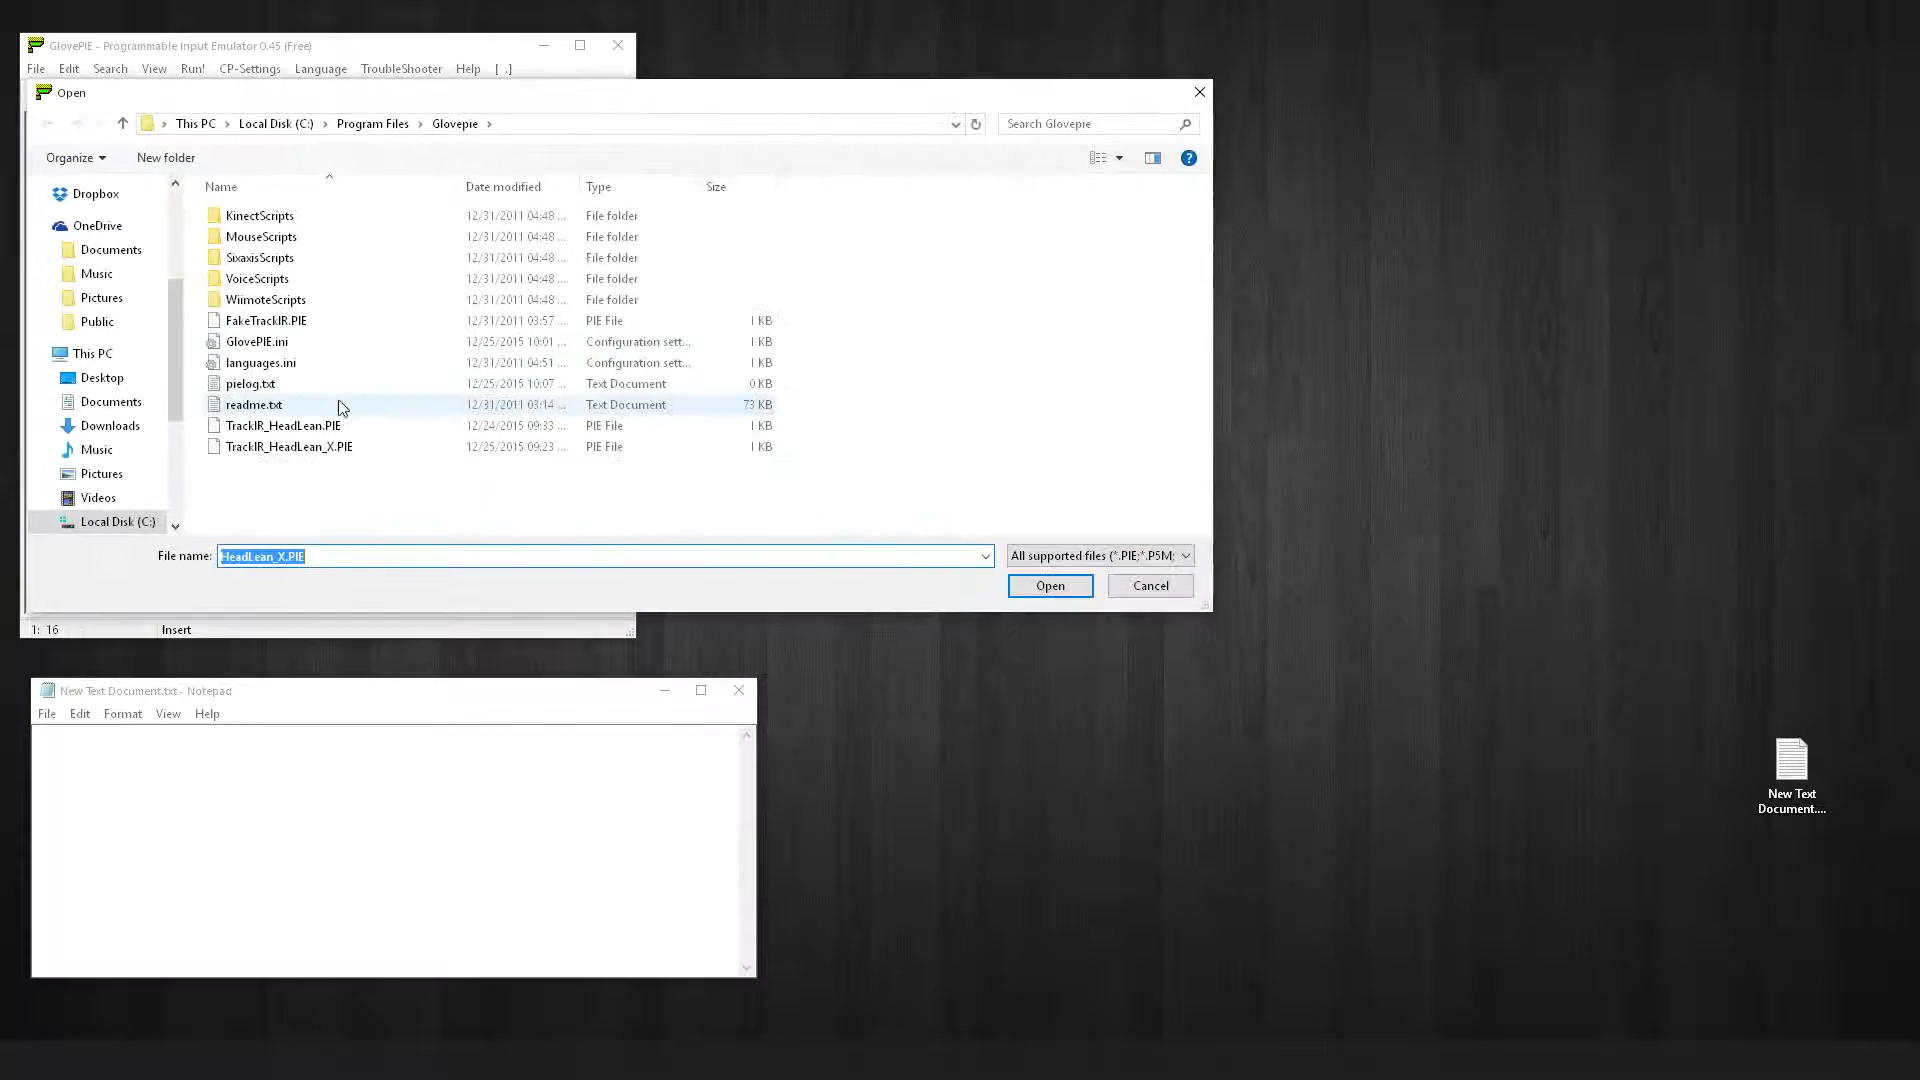 GlovePIE - Programmable Input Emulator 0.45 (Free)
File Edit Search View Run! CP-Settings Language TroubleShooter Help [ .]
Open
This PC Local Disk (C:) Program Files Glovepie
Search Glovepie
Organize New folder
Name Date modified Type Size
Dropbox
OneDrive
Documents
Music
Pictures
Public
This PC
Desktop
Documents
Downloads
Music
Pictures
Videos
Local Disk (C:)
KinectScripts 12/31/2011 04:48 ... File folder
MouseScripts 12/31/2011 04:48 ... File folder
SixaxisScripts 12/31/2011 04:48 ... File folder
VoiceScripts 12/31/2011 04:48 ... File folder
WiimoteScripts 12/31/2011 04:48 ... File folder
FakeTrackIR.PIE 12/31/2011 03:57 ... PIE File 1 KB
GlovePIE.ini 12/25/2015 10:01 ... Configuration sett... 1 KB
languages.ini 12/31/2011 04:51 ... Configuration sett... 1 KB
pielog.txt 12/25/2015 10:07 ... Text Document 0 KB
readme.txt 12/31/2011 03:14 ... Text Document 73 KB
TrackIR_HeadLean.PIE 12/24/2015 09:33 ... PIE File 1 KB
TrackIR_HeadLean_X.PIE 12/25/2015 09:23 ... PIE File 1 KB
File name: HeadLean_X.PIE All supported files (*.PIE;*.P5M;
Open Cancel
1: 16 Insert
New Text Document.txt - Notepad
File Edit Format View Help
New Text
Document....